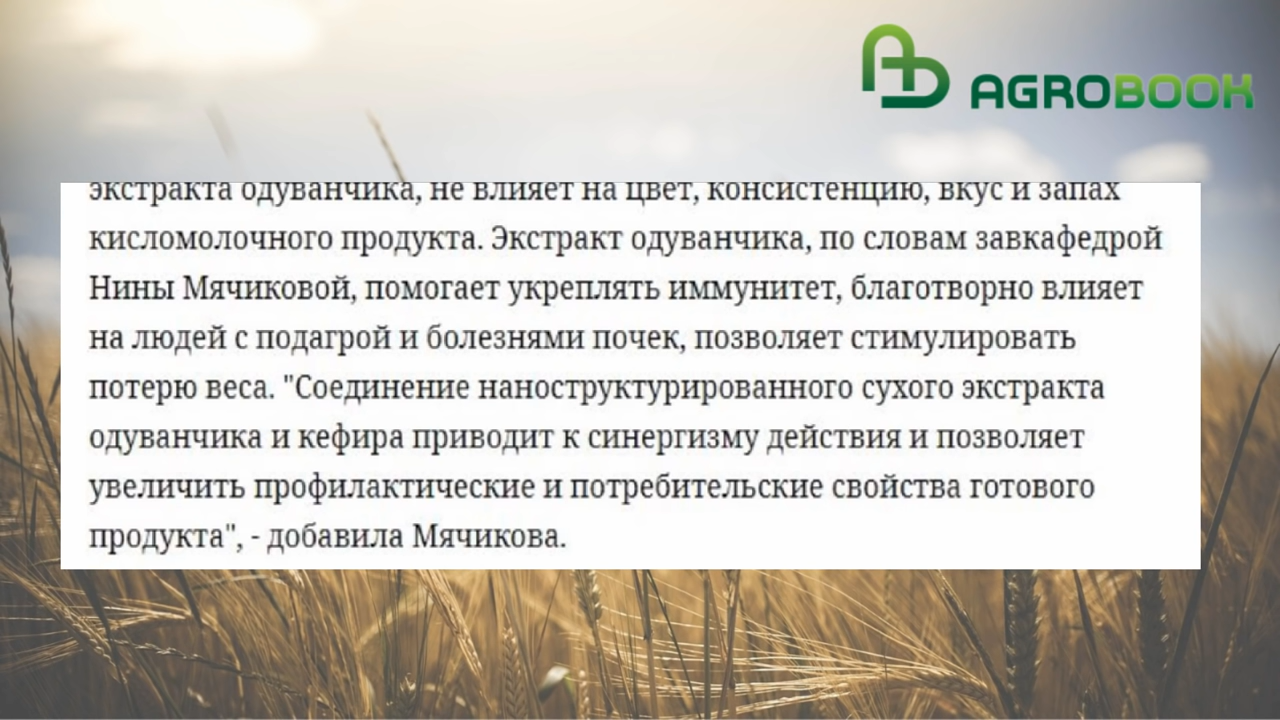 AGROBOOK
экстракта одуванчика, не влияет на цвет, консистенцию, вкус и запах
кисломолочного продукта. Экстракт одуванчика, по словам завкафедрой
Нины Мячиковой, помогает укреплять иммунитет, благотворно влияет
на людей с подагрой и болезнями почек, позволяет стимулировать
потерю веса. "Соединение наноструктурированного сухого экстракта
одуванчика и кефира приводит к синергизму действия и позволяет
увеличить профилактические и потребительские свойства готового
продукта", - добавила Мячикова.